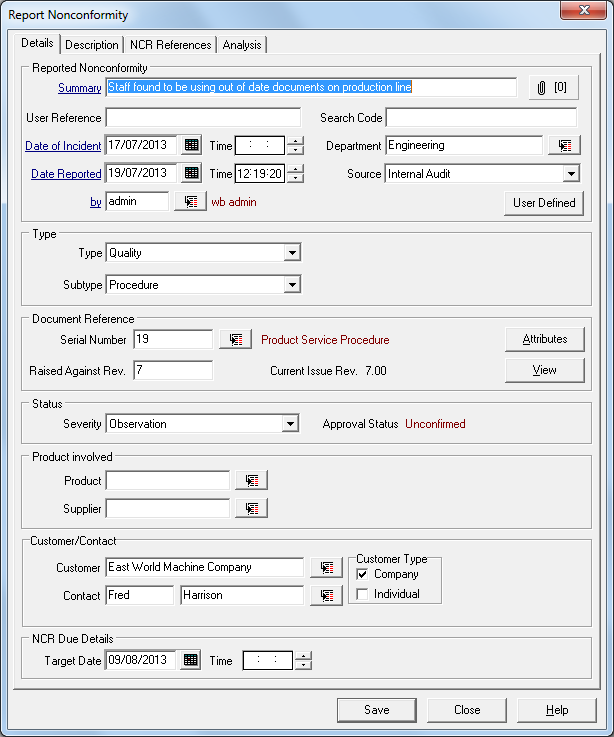 Report Nonconformity
Details Description NCR References Analysis
Reported Nonconformity
Summary Staff found to be using out of date documents on production line [0]
User Reference Search Code
Date of Incident 17/07/2013 Time : : Department Engineering
Date Reported 19/07/2013 Time 12:19:20 Source Internal Audit
by admin wb admin User Defined
Type
Type Quality
Subtype Procedure
Document Reference
Serial Number 19 Product Service Procedure Attributes
Raised Against Rev. 7 Current Issue Rev. 7.00 View
Status
Severity Observation Approval Status Unconfirmed
Product involved
Product
Supplier
Customer/Contact
Customer East World Machine Company Customer Type
Company
Contact Fred Harrison Individual
NCR Due Details
Target Date 09/08/2013 Time : :
Save Close Help